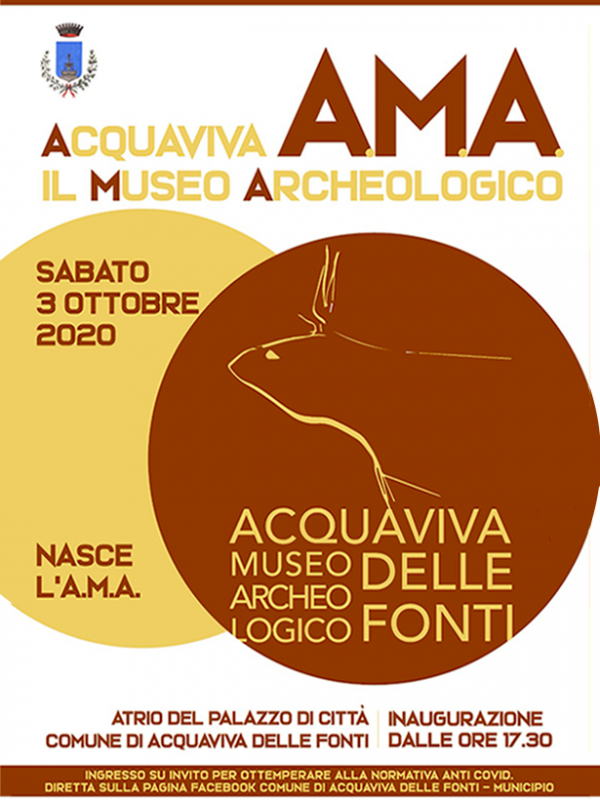 ACQUAVIVA A.M.A.
IL MUSEO ARCHEOLOGICO
SABATO
3 OTTOBRE
2020
NASCE
L'A.M.A.
ACQUAVIVA
MUSEO
ARCHEO
LOGICO
DELLE
FONTI
ATRIO DEL PALAZZO DI CITTÀ
COMUNE DI ACQUAVIVA DELLE FONTI
INAUGURAZIONE
DALLE ORE 17.30
INGRESSO SU INVITO PER OTTEMPERARE ALLA NORMATIVA ANTI COVID.
DIRETTA SULLA PAGINA FACEBOOK COMUNE DI ACQUAVIVA DELLE FONTI – MUNICIPIO